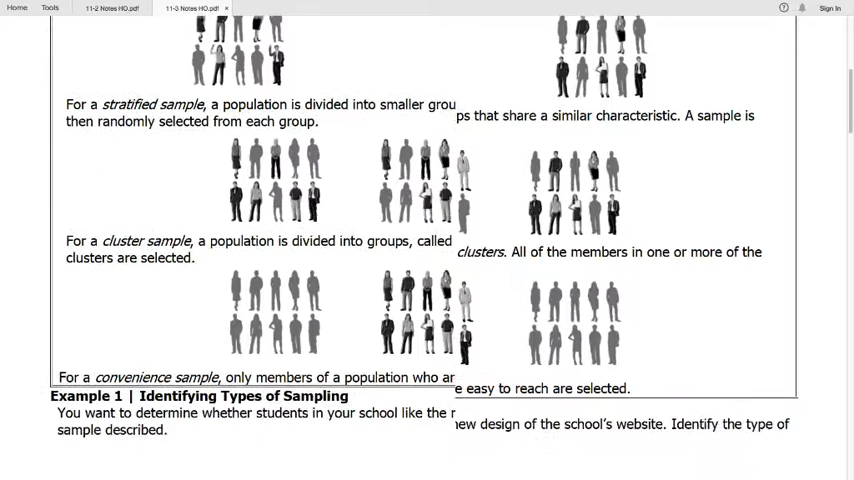 Home Tools 11-2 Notes HO.pdf 11-3 Notes HO.pdf × Sign In
For a stratified sample, a population is divided into smaller grou ps that share a similar characteristic. A sample is
then randomly selected from each group.
For a cluster sample, a population is divided into groups, called clusters. All of the members in one or more of the
clusters are selected.
For a convenience sample, only members of a population who ar e easy to reach are selected.
Example 1 | Identifying Types of Sampling
You want to determine whether students in your school like the r new design of the school's website. Identify the type of
sample described.